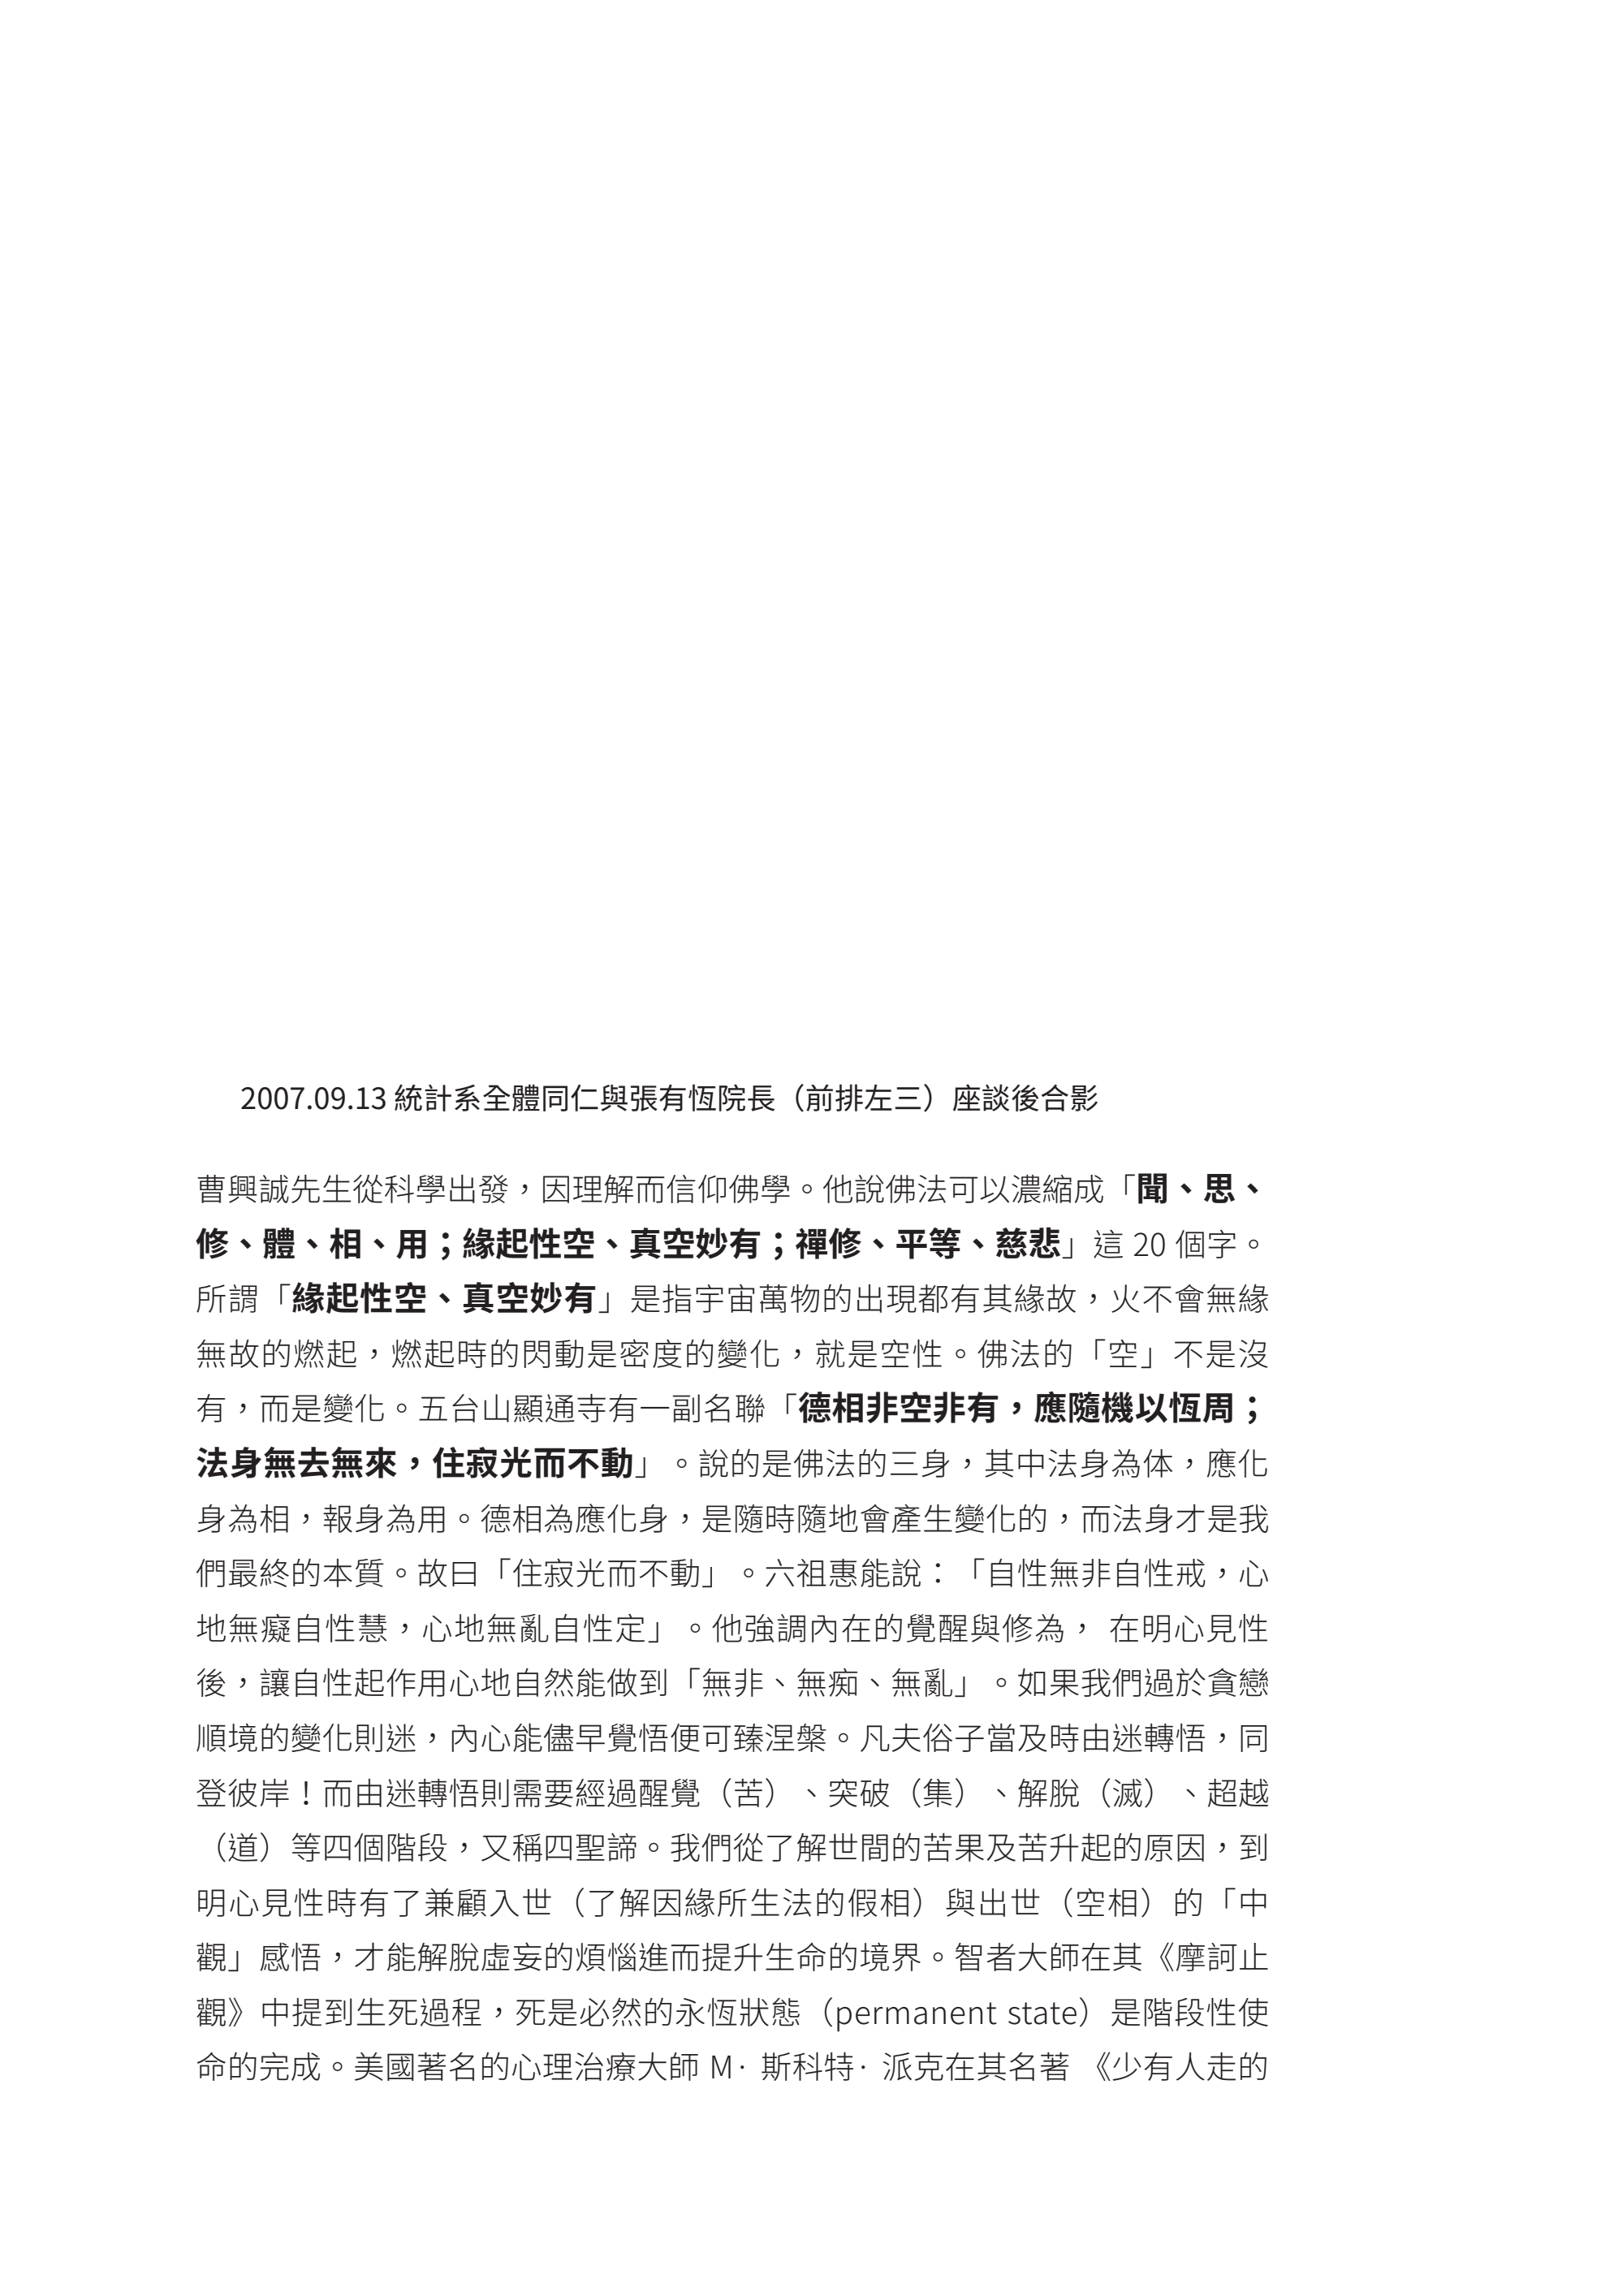 2007.09.13 統計系全體同仁與張有恆院長（前排左三）座談後合影
曹興誠先生從科學出發，因理解而信仰佛學。他說佛法可以濃縮成「聞、思、
修、體、相、用；緣起性空、真空妙有；禪修、平等、慈悲」這 20 個字。
所謂「緣起性空、真空妙有」是指宇宙萬物的出現都有其緣故，火不會無緣
無故的燃起，燃起時的閃動是密度的變化，就是空性。佛法的「空」不是沒
有，而是變化。五台山顯通寺有一副名聯「德相非空非有，應隨機以恆周；
法身無去無來，住寂光而不動」。說的是佛法的三身，其中法身為体，應化
身為相，報身為用。德相為應化身，是隨時隨地會產生變化的，而法身才是我
們最終的本質。故曰「住寂光而不動」。六祖惠能說：「自性無非自性戒，心
地無癡自性慧，心地無亂自性定」。他強調內在的覺醒與修為， 在明心見性
後，讓自性起作用心地自然能做到「無非、無痴、無亂」。如果我們過於貪戀
順境的變化則迷，內心能儘早覺悟便可臻涅槃。凡夫俗子當及時由迷轉悟，同
登彼岸！而由迷轉悟則需要經過醒覺（苦）、突破（集）、解脫（滅）、超越
（道）等四個階段，又稱四聖諦。我們從了解世間的苦果及苦升起的原因，到
明心見性時有了兼顧入世（了解因緣所生法的假相）與出世（空相）的「中
觀」感悟，才能解脫虛妄的煩惱進而提升生命的境界。智者大師在其《摩訶止
觀》中提到生死過程，死是必然的永恆狀態（permanent state）是階段性使
命的完成。美國著名的心理治療大師 M· 斯科特· 派克在其名著 《少有人走的